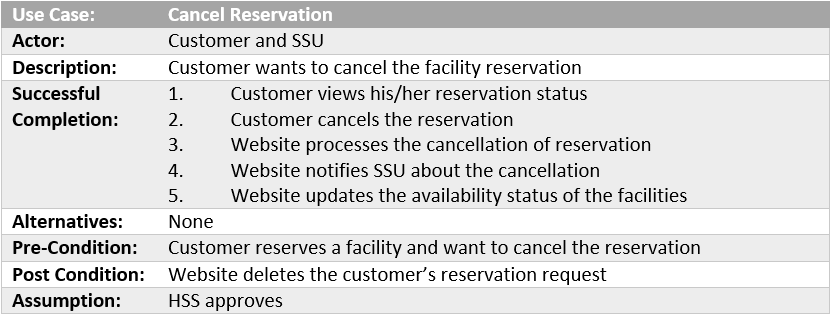 Use Case: Cancel Reservation
Actor: Customer and SSU
Description: Customer wants to cancel the facility reservation
Successful 1. Customer views his/her reservation status
Completion: 2. Customer cancels the reservation
3. Website processes the cancellation of reservation
4. Website notifies SSU about the cancellation
5. Website updates the availability status of the facilities
Alternatives: None
Pre-Condition: Customer reserves a facility and want to cancel the reservation
Post Condition: Website deletes the customer’s reservation request
Assumption: HSS approves